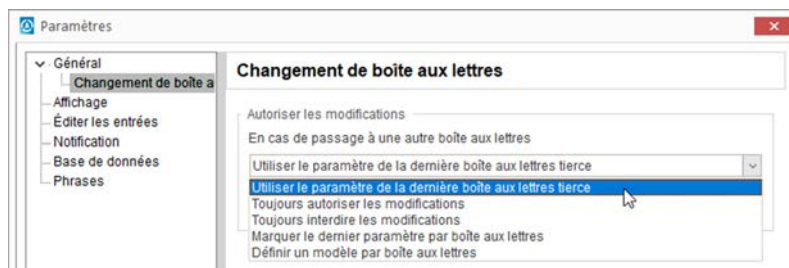 Paramètres
Général
Changement de boîte a
Affichage
Éditer les entrées
Notification
Base de données
Phrases
Changement de boîte aux lettres
Autoriser les modifications
En cas de passage à une autre boîte aux lettres
Utiliser le paramètre de la dernière boîte aux lettres tierce
Utiliser le paramètre de la dernière boîte aux lettres tierce
Toujours autoriser les modifications
Toujours interdire les modifications
Marquer le dernier paramètre par boîte aux lettres
Définir un modèle par boîte aux lettres